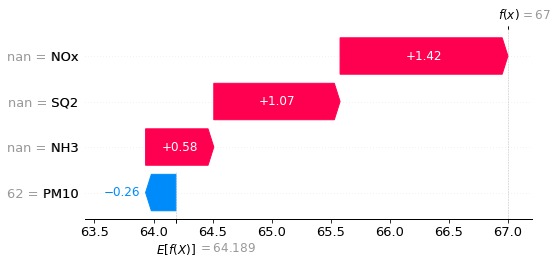 f(x) = 67
nan = NOx
+1.42
nan = SQ2
+1.07
nan = NH3
+0.58
62 = PM10
−0.26
63.5 64.0 64.5 65.0 65.5 66.0 66.5 67.0
E[f(X)] = 64.189